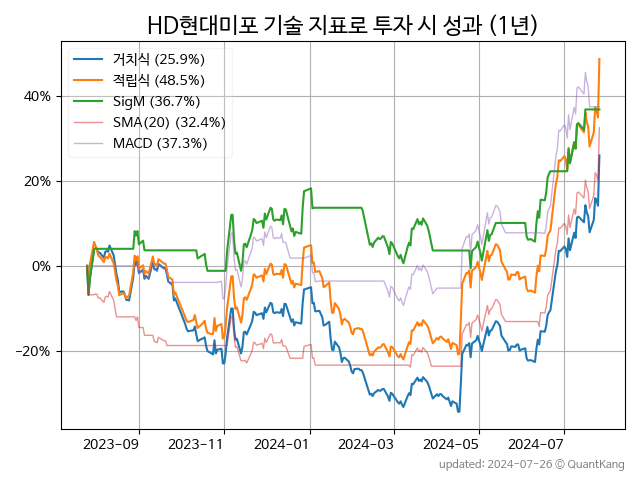 HD현대미포 기술 지표로 투자 시 성과 (1년)
거치식 (25.9%)
적립식 (48.5%)
SigM (36.7%)
SMA(20) (32.4%)
MACD (37.3%)
40%
20%
0%
−20%
2023−09 2023−11 2024−01 2024−03 2024−05 2024−07
updated: 2024−07−26 © QuantKang